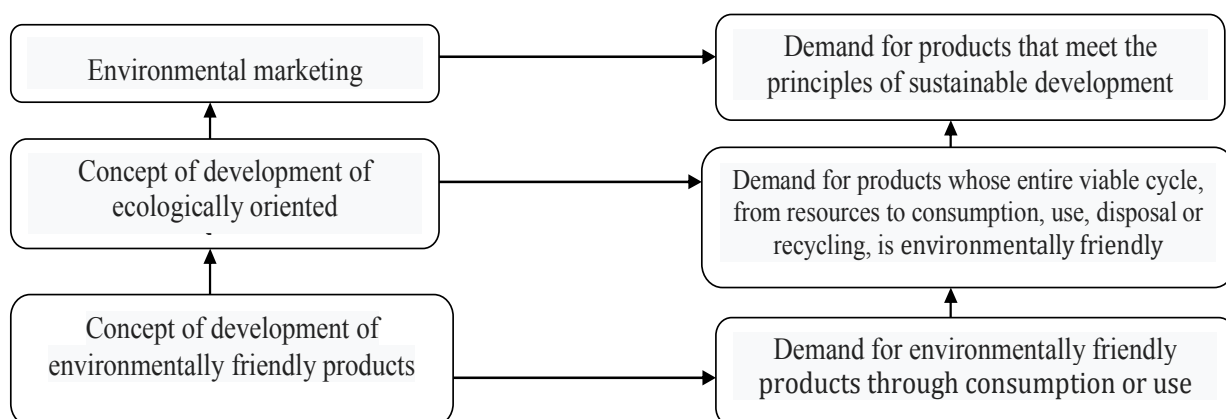 Environmental marketing
Demand for products that meet the
principles of sustainable development
Concept of development of
ecologically oriented
Demand for products whose entire viable cycle,
from resources to consumption, use, disposal or
recycling, is environmentally friendly
Concept of development of
environmentally friendly products
Demand for environmentally friendly
products through consumption or use